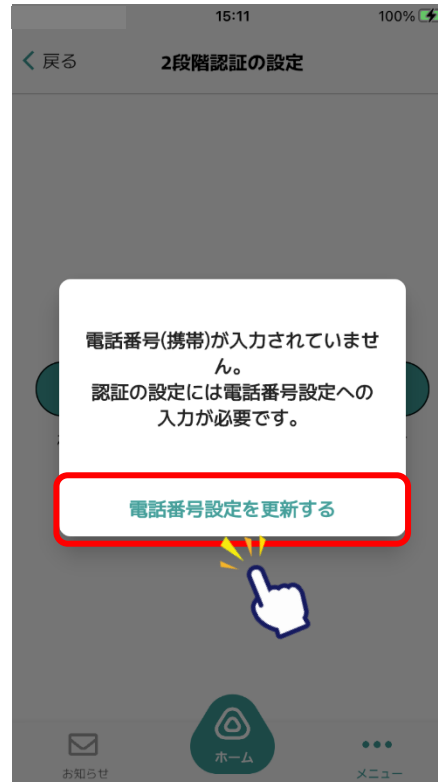 15:11
100%
戻る
2段階認証の設定
電話番号(携帯)が入力されていませ
ん。
認証の設定には電話番号設定への
入力が必要です。
電話番号設定を更新する
お知らせ
ホーム
メニュー